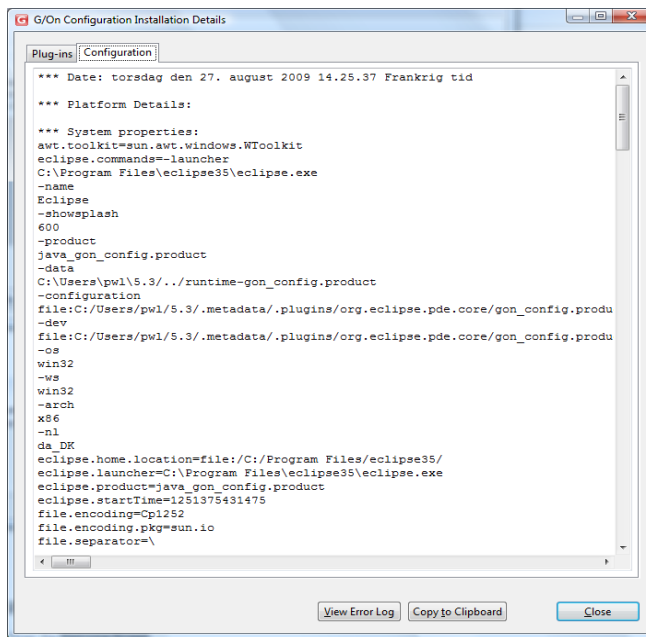 G/On Configuration Installation Details
Plug-ins Configuration
*** Date: torsdag den 27. august 2009 14.25.37 Frankrig tid
*** Platform Details:
*** System properties:
awt.toolkit=sun.awt.windows.WToolkit
eclipse.commands=-launcher
C:\Program Files\eclipse35\eclipse.exe
-name
Eclipse
-showsplash
600
-product
java_gon_config.product
-data
C:\Users\pwl\5.3/../runtime-gon_config.product
-configuration
file:C:/Users/pwl/5.3/.metadata/.plugins/org.eclipse.pde.core/gon_config.produ
-dev
file:C:/Users/pwl/5.3/.metadata/.plugins/org.eclipse.pde.core/gon_config.produ
-os
win32
-ws
win32
-arch
x86
-nl
da_DK
eclipse.home.location=file:/C:/Program Files/eclipse35/
eclipse.launcher=C:\Program Files\eclipse35\eclipse.exe
eclipse.product=java_gon_config.product
eclipse.startTime=1251375431475
file.encoding=Cp1252
file.encoding.pkg=sun.io
file.separator=\
View Error Log Copy to Clipboard Close